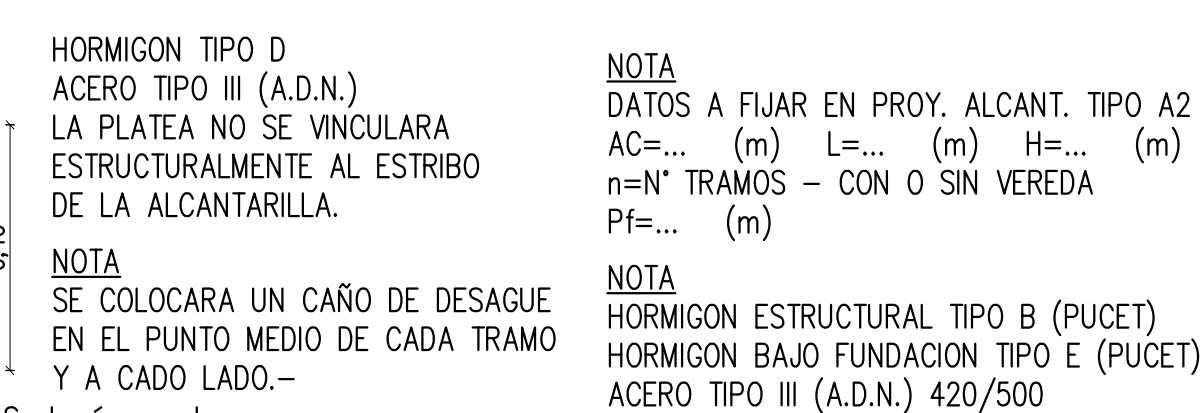 HORMIGON TIPO D
ACERO TIPO III (A.D.N.)
LA PLATEA NO SE VINCULARA
ESTRUCTURALMENTE AL ESTRIBO
DE LA ALCANTARILLA.
NOTA
SE COLOCARA UN CAÑO DE DESAGUE
EN EL PUNTO MEDIO DE CADA TRAMO
Y A CADO LADO.–
NOTA
DATOS A FIJAR EN PROY. ALCANT. TIPO A2
AC=... (m) L=... (m) H=... (m)
n=N° TRAMOS – CON O SIN VEREDA
Pf=... (m)
NOTA
HORMIGON ESTRUCTURAL TIPO B (PUCET)
HORMIGON BAJO FUNDACION TIPO E (PUCET)
ACERO TIPO III (A.D.N.) 420/500